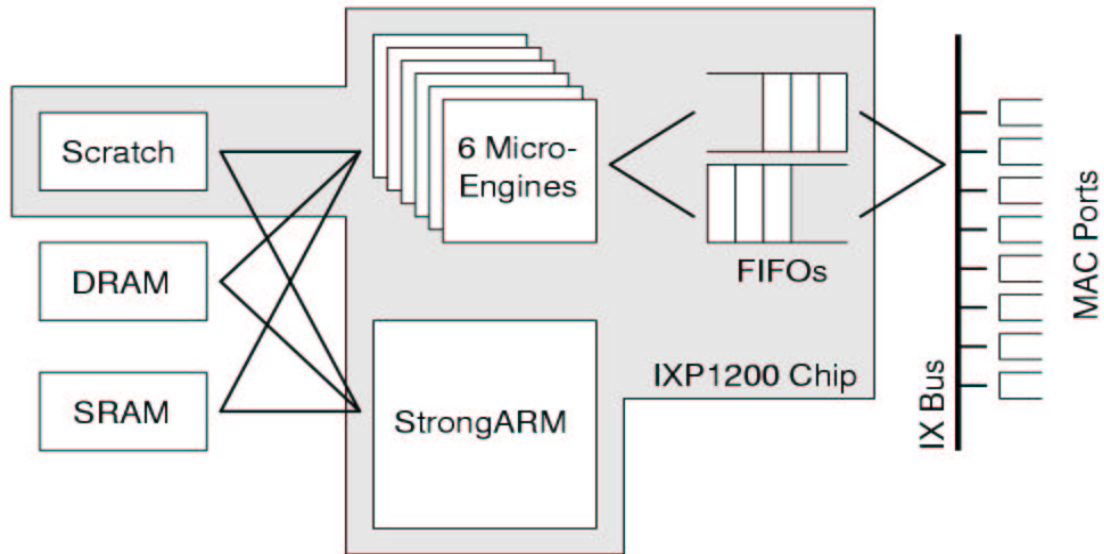 Scratch
DRAM
SRAM
6 Micro-
Engines
StrongARM
FIFOs
IXP1200 Chip
IX Bus
MAC Ports